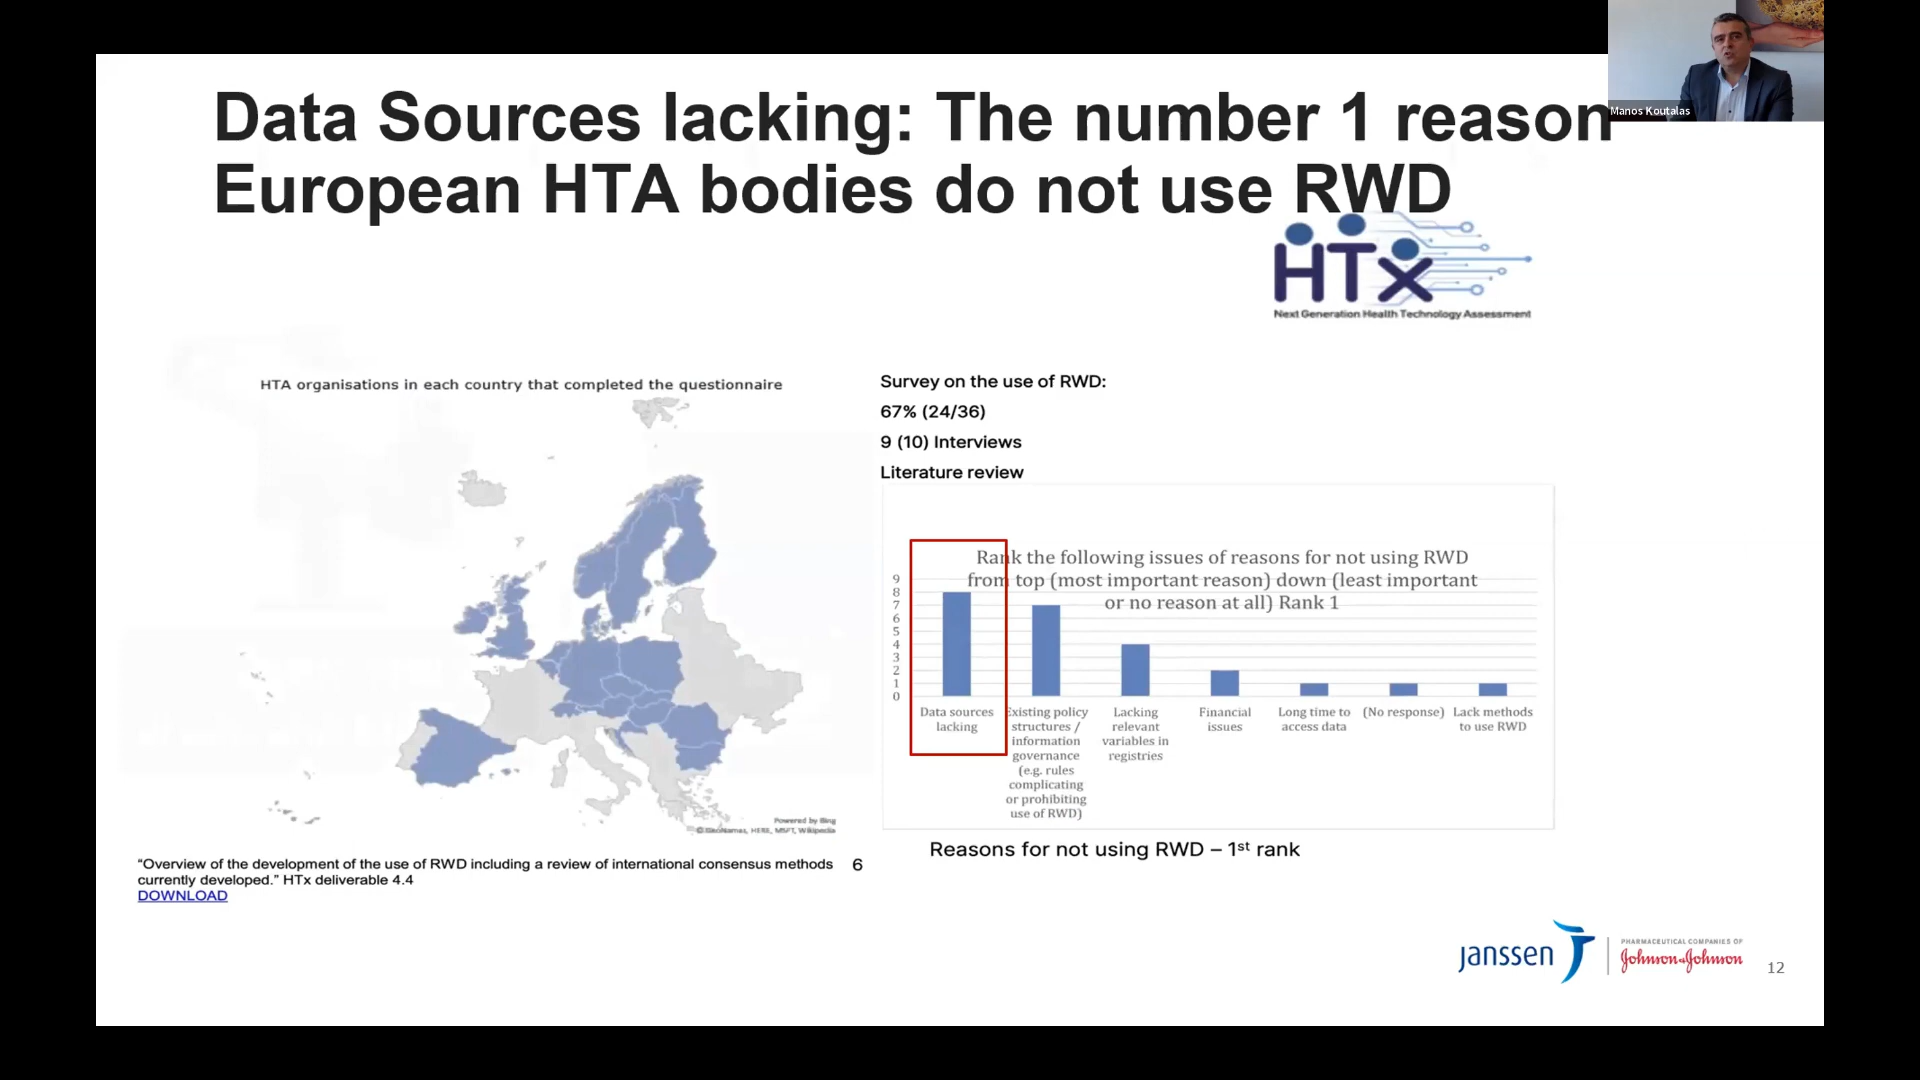 Data Sources lacking: The number 1 reason
European HTA bodies do not use RWD
Manos Koutalas
HTx
Next Generation Health Technology Assessment
HTA organisations in each country that completed the questionnaire
Powered by Bing
© GeoNames, HERE, MSFT, Wikipedia
"Overview of the development of the use of RWD including a review of international consensus methods
currently developed." HTx deliverable 4.4
DOWNLOAD
6
Survey on the use of RWD:
67% (24/36)
9 (10) Interviews
Literature review
Rank the following issues of reasons for not using RWD
from top (most important reason) down (least important
or no reason at all) Rank 1
9
8
7
6
5
4
3
2
1
0
Data sources
lacking
Existing policy
structures /
information
governance
(e.g. rules
complicating
or prohibiting
use of RWD)
Lacking
relevant
variables in
registries
Financial
issues
Long time to
access data
(No response)
Lack methods
to use RWD
Reasons for not using RWD – 1st rank
janssen
PHARMACEUTICAL COMPANIES OF
Johnson & Johnson
12